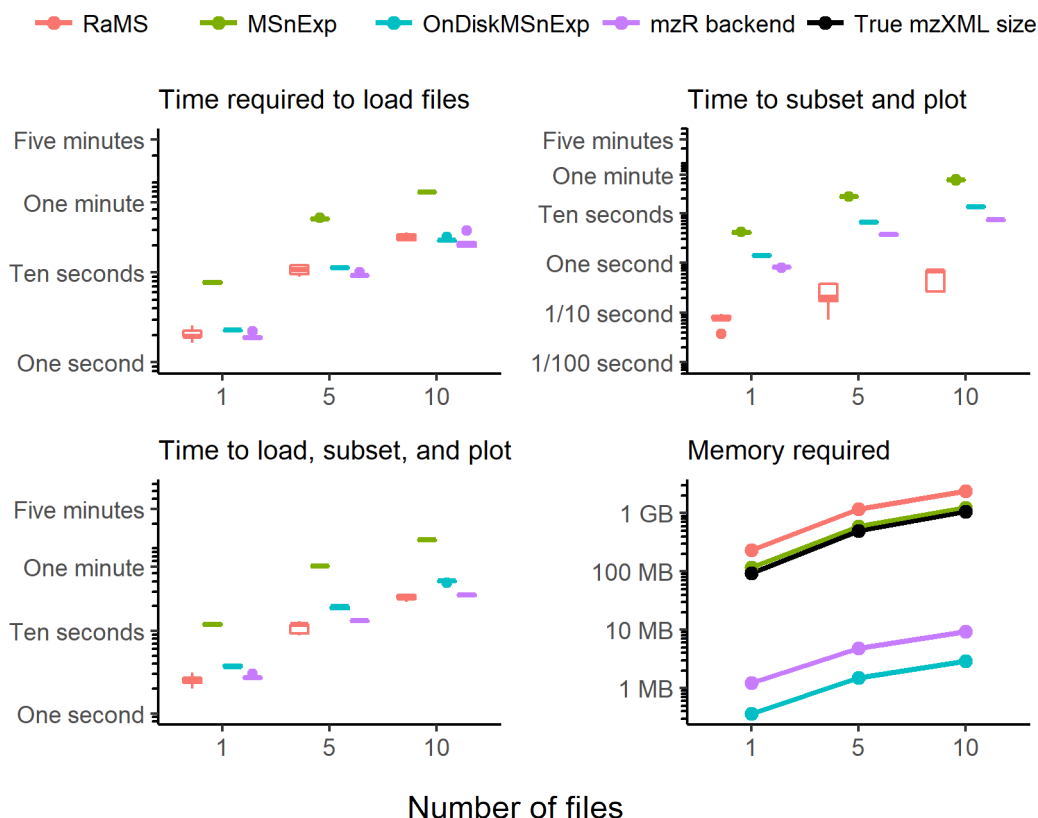 RaMS MSnExp OnDiskMSnExp mzR backend True mzXML size
Time required to load files
Five minutes
One minute
Ten seconds
One second
1 5 10
Time to subset and plot
Five minutes
One minute
Ten seconds
One second
1/10 second
1/100 second
1 5 10
Time to load, subset, and plot
Five minutes
One minute
Ten seconds
One second
1 5 10
Memory required
1 GB
100 MB
10 MB
1 MB
1 5 10
Number of files